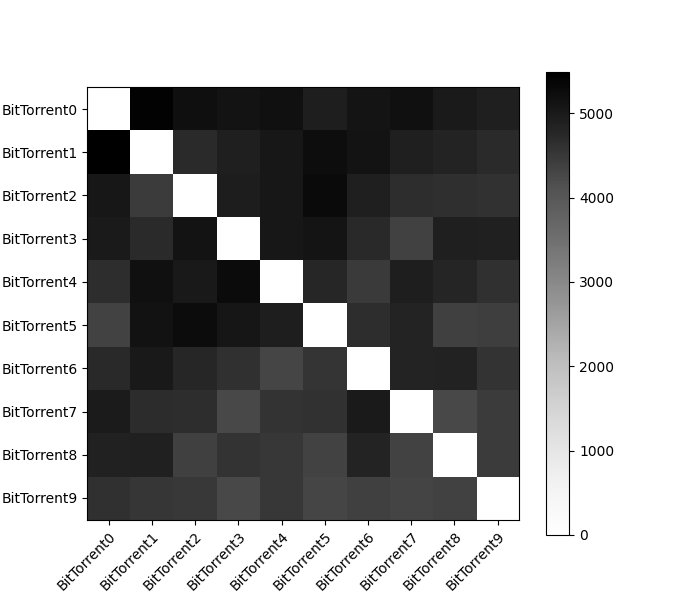 BitTorrent0
BitTorrent1
BitTorrent2
BitTorrent3
BitTorrent4
BitTorrent5
BitTorrent6
BitTorrent7
BitTorrent8
BitTorrent9
BitTorrent0
BitTorrent1
BitTorrent2
BitTorrent3
BitTorrent4
BitTorrent5
BitTorrent6
BitTorrent7
BitTorrent8
BitTorrent9
5000
4000
3000
2000
1000
0